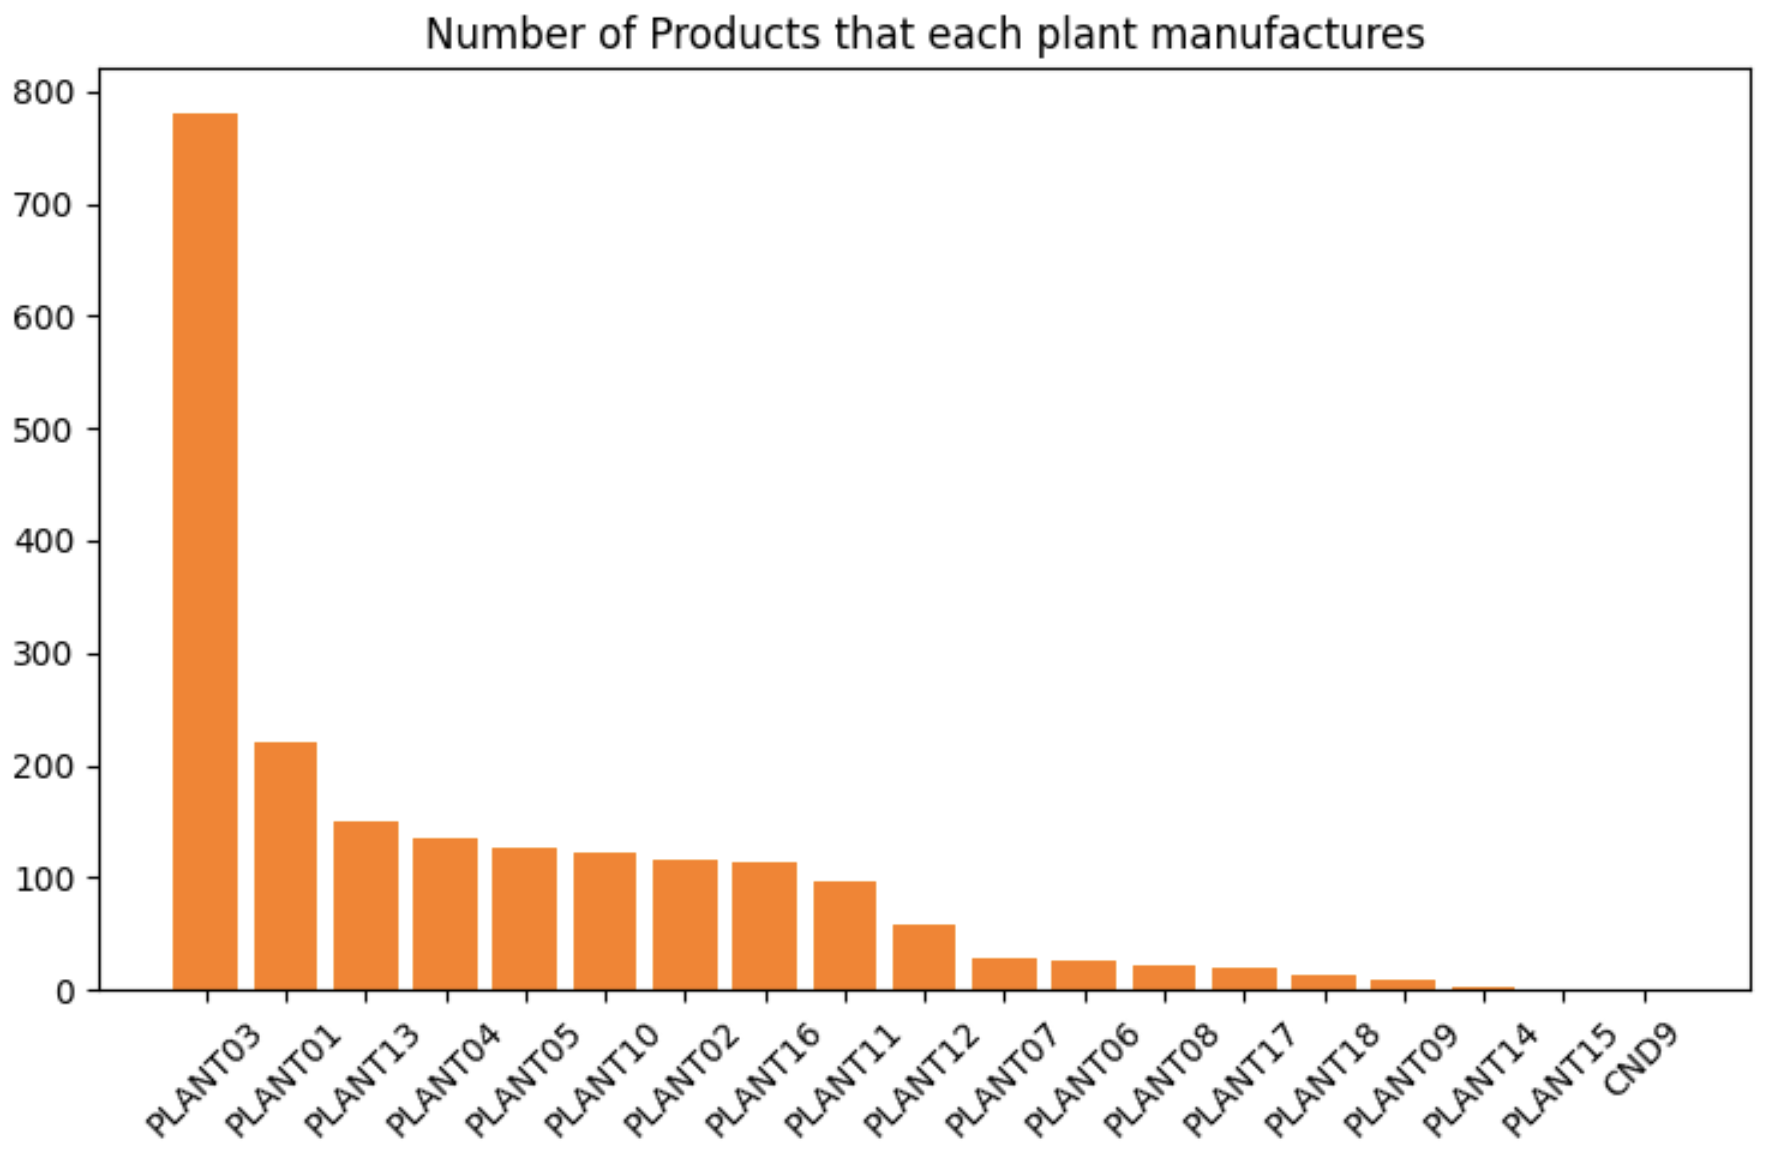 Number of Products that each plant manufactures
800
700
600
500
400
300
200
100
0
PLANT03
PLANT01
PLANT13
PLANT04
PLANT05
PLANT10
PLANT02
PLANT16
PLANT11
PLANT12
PLANT07
PLANT06
PLANT08
PLANT17
PLANT18
PLANT09
PLANT14
PLANT15
CND9